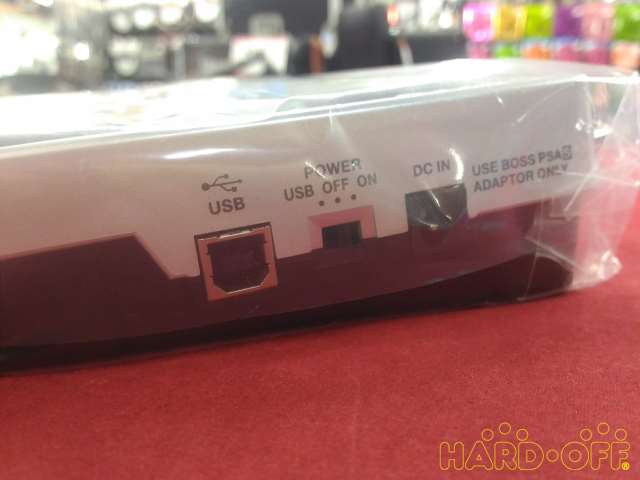 USB
POWER
USB OFF ON
DC IN
USE BOSS PSA
ADAPTOR ONLY
HARD·OFF®